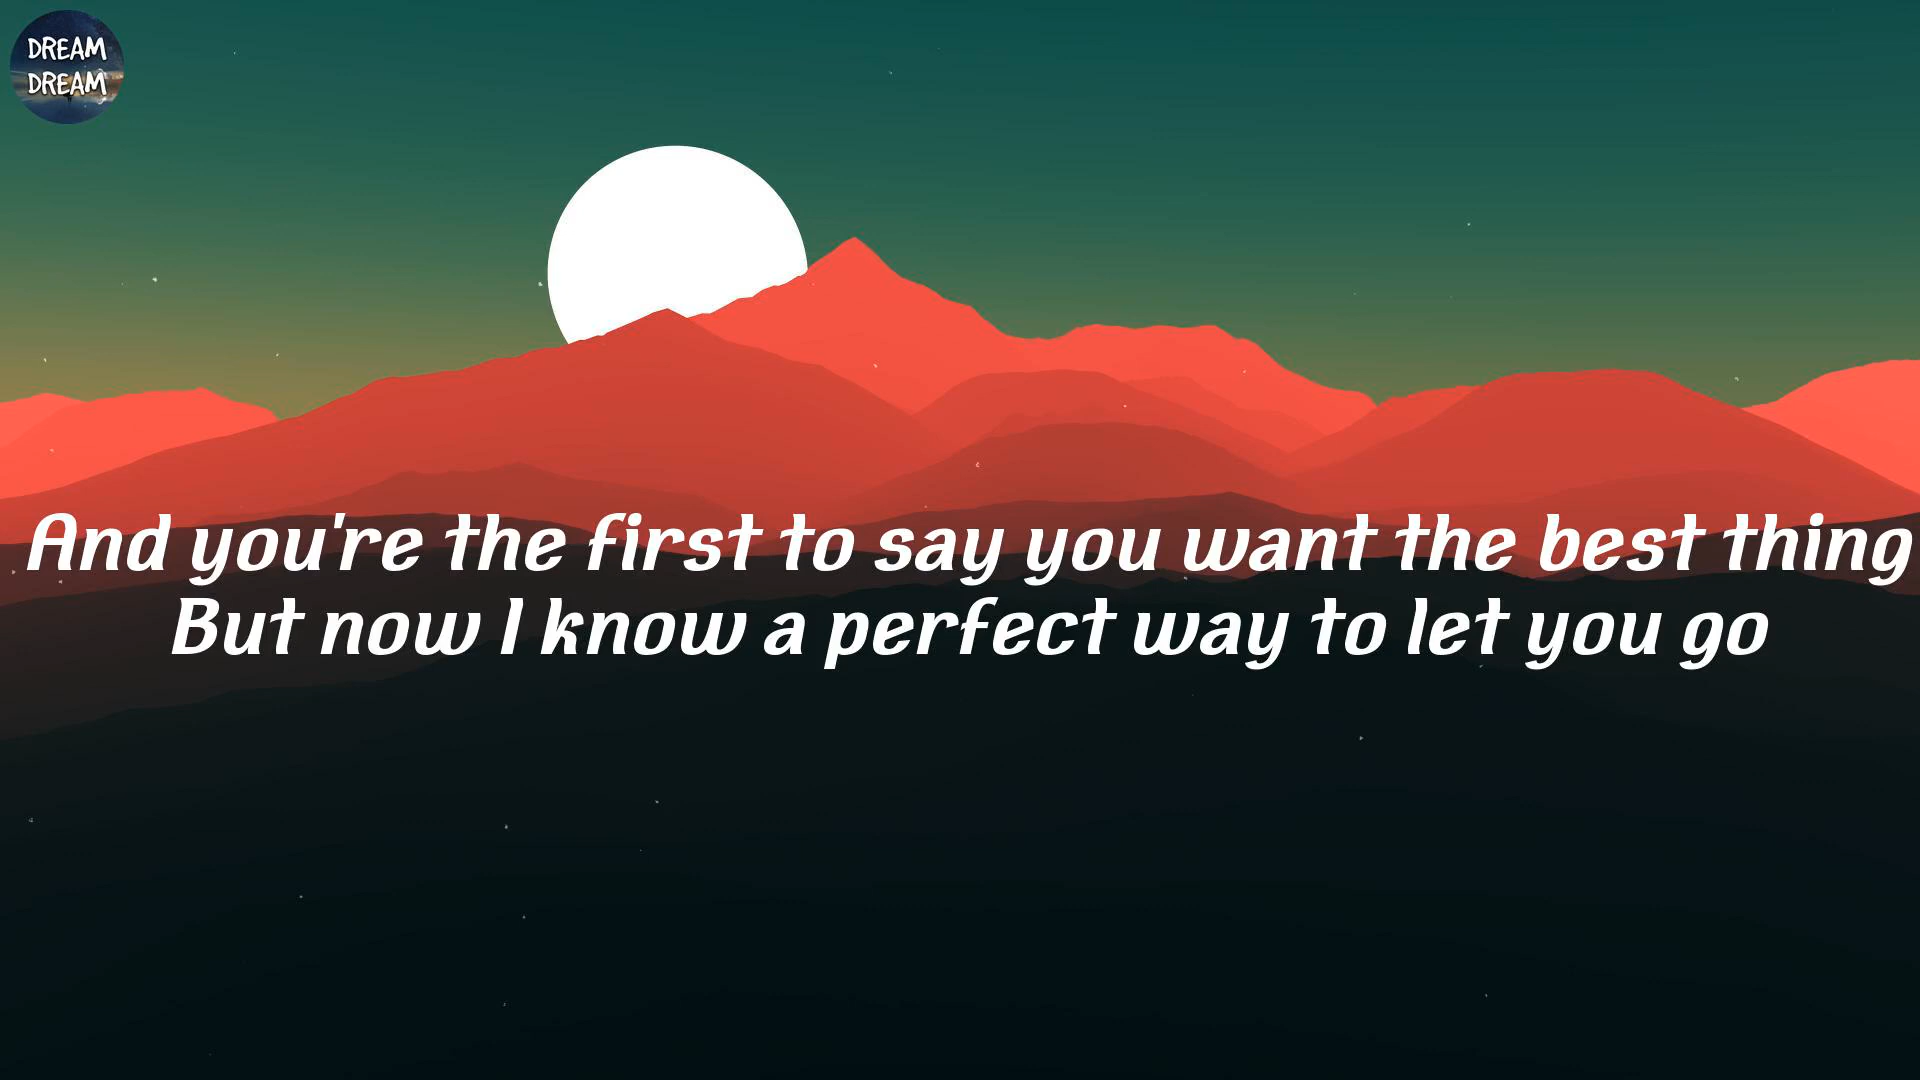 DREAM
DREAM
And you're the first to say you want the best thing
But now I know a perfect way to let you go